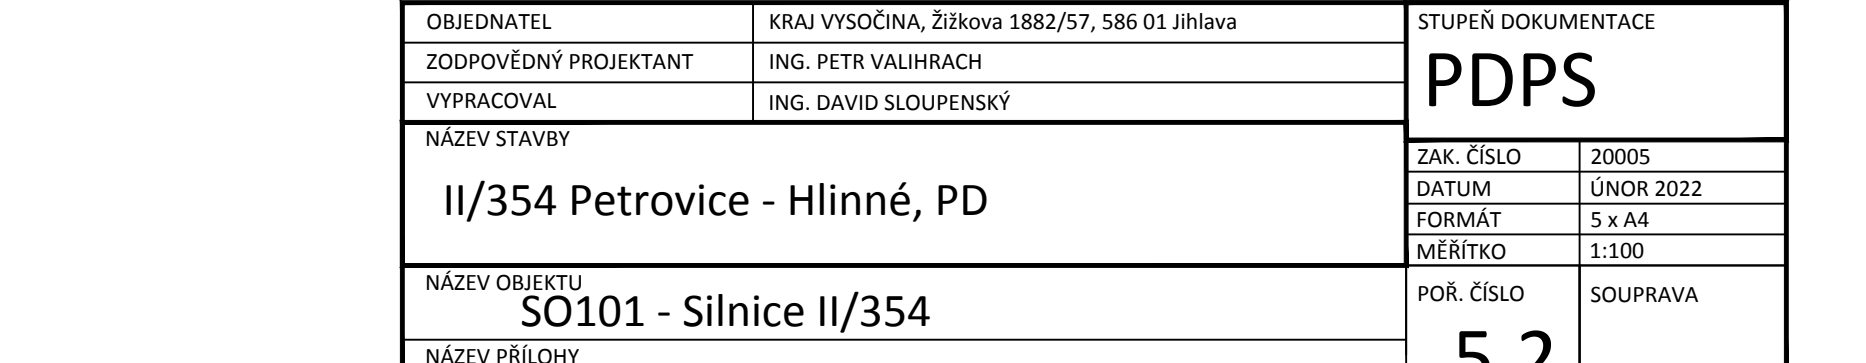 OBJEDNATEL KRAJ VYSOČINA, Žižkova 1882/57, 586 01 Jihlava
ZODPOVĚDNÝ PROJEKTANT ING. PETR VALIHRACH
VYPRACOVAL ING. DAVID SLOUPENSKÝ
STUPEŇ DOKUMENTACE
PDPS
NÁZEV STAVBY
II/354 Petrovice - Hlinné, PD
ZAK. ČÍSLO 20005
DATUM ÚNOR 2022
FORMÁT 5 x A4
MĚŘÍTKO 1:100
NÁZEV OBJEKTU
SO101 - Silnice II/354
POŘ. ČÍSLO SOUPRAVA
5.2
NÁZEV PŘÍLOHY